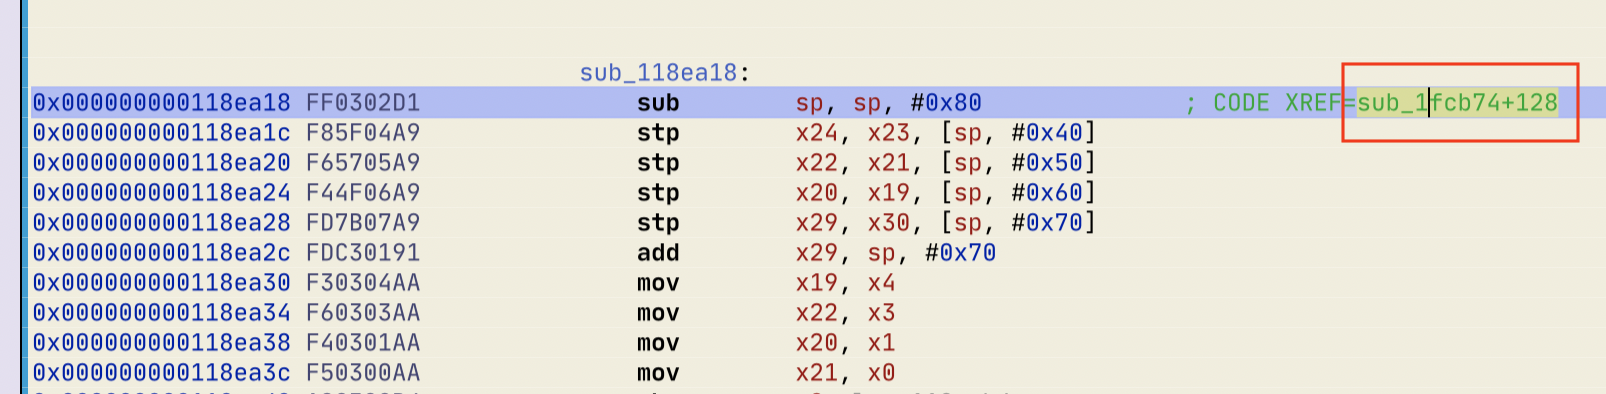 sub_118ea18:
0x000000000118ea18 FF0302D1 sub sp, sp, #0x80 ; CODE XREF=sub_1fcb74+128
0x000000000118ea1c F85F04A9 stp x24, x23, [sp, #0x40]
0x000000000118ea20 F65705A9 stp x22, x21, [sp, #0x50]
0x000000000118ea24 F44F06A9 stp x20, x19, [sp, #0x60]
0x000000000118ea28 FD7B07A9 stp x29, x30, [sp, #0x70]
0x000000000118ea2c FDC30191 add x29, sp, #0x70
0x000000000118ea30 F30304AA mov x19, x4
0x000000000118ea34 F60303AA mov x22, x3
0x000000000118ea38 F40301AA mov x20, x1
0x000000000118ea3c F50300AA mov x21, x0